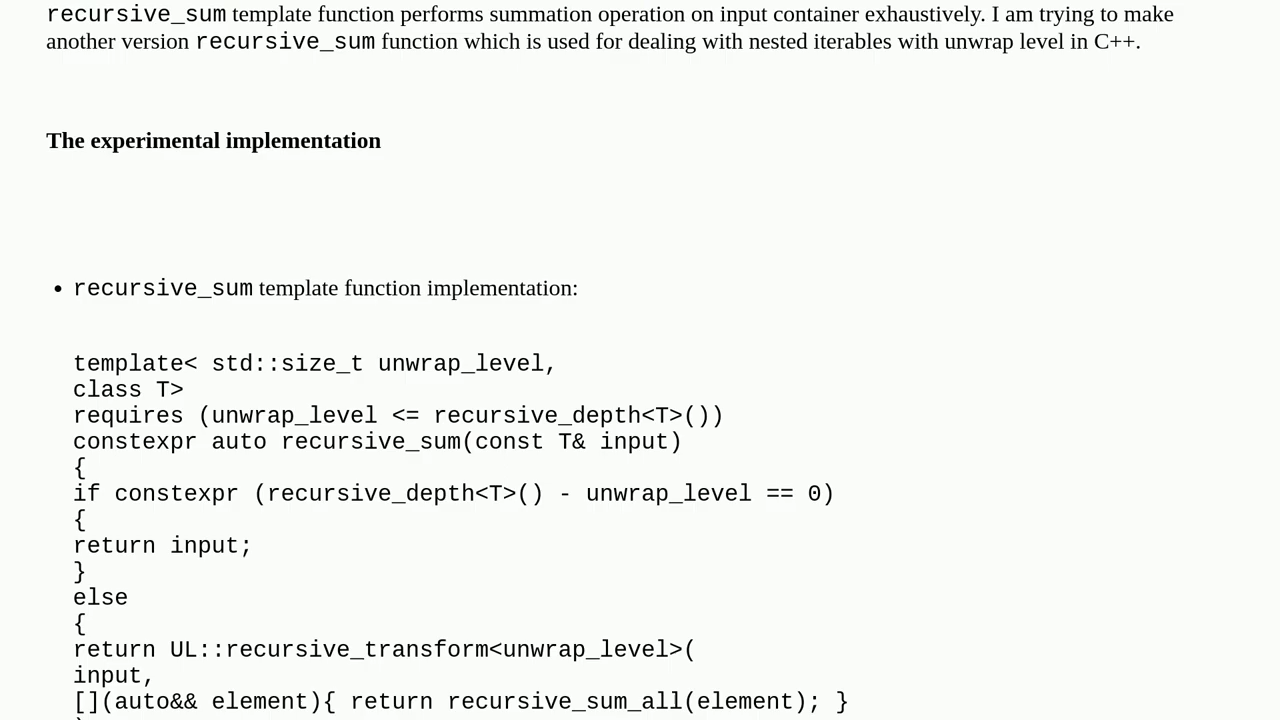 recursive_sum template function performs summation operation on input container exhaustively. I am trying to make
another version recursive_sum function which is used for dealing with nested iterables with unwrap level in C++.
The experimental implementation
• recursive_sum template function implementation:
template< std::size_t unwrap_level,
class T>
requires (unwrap_level <= recursive_depth<T>())
constexpr auto recursive_sum(const T& input)
{
if constexpr (recursive_depth<T>() - unwrap_level == 0)
{
return input;
}
else
{
return UL::recursive_transform<unwrap_level>(
input,
[](auto&& element){ return recursive_sum_all(element); }